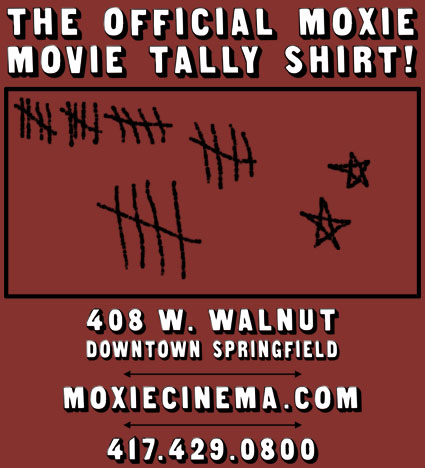 THE OFFICIAL MOXIE
MOVIE TALLY SHIRT!
408 W. WALNUT
DOWNTOWN SPRINGFIELD
MOXIECINEMA.COM
417.429.0800